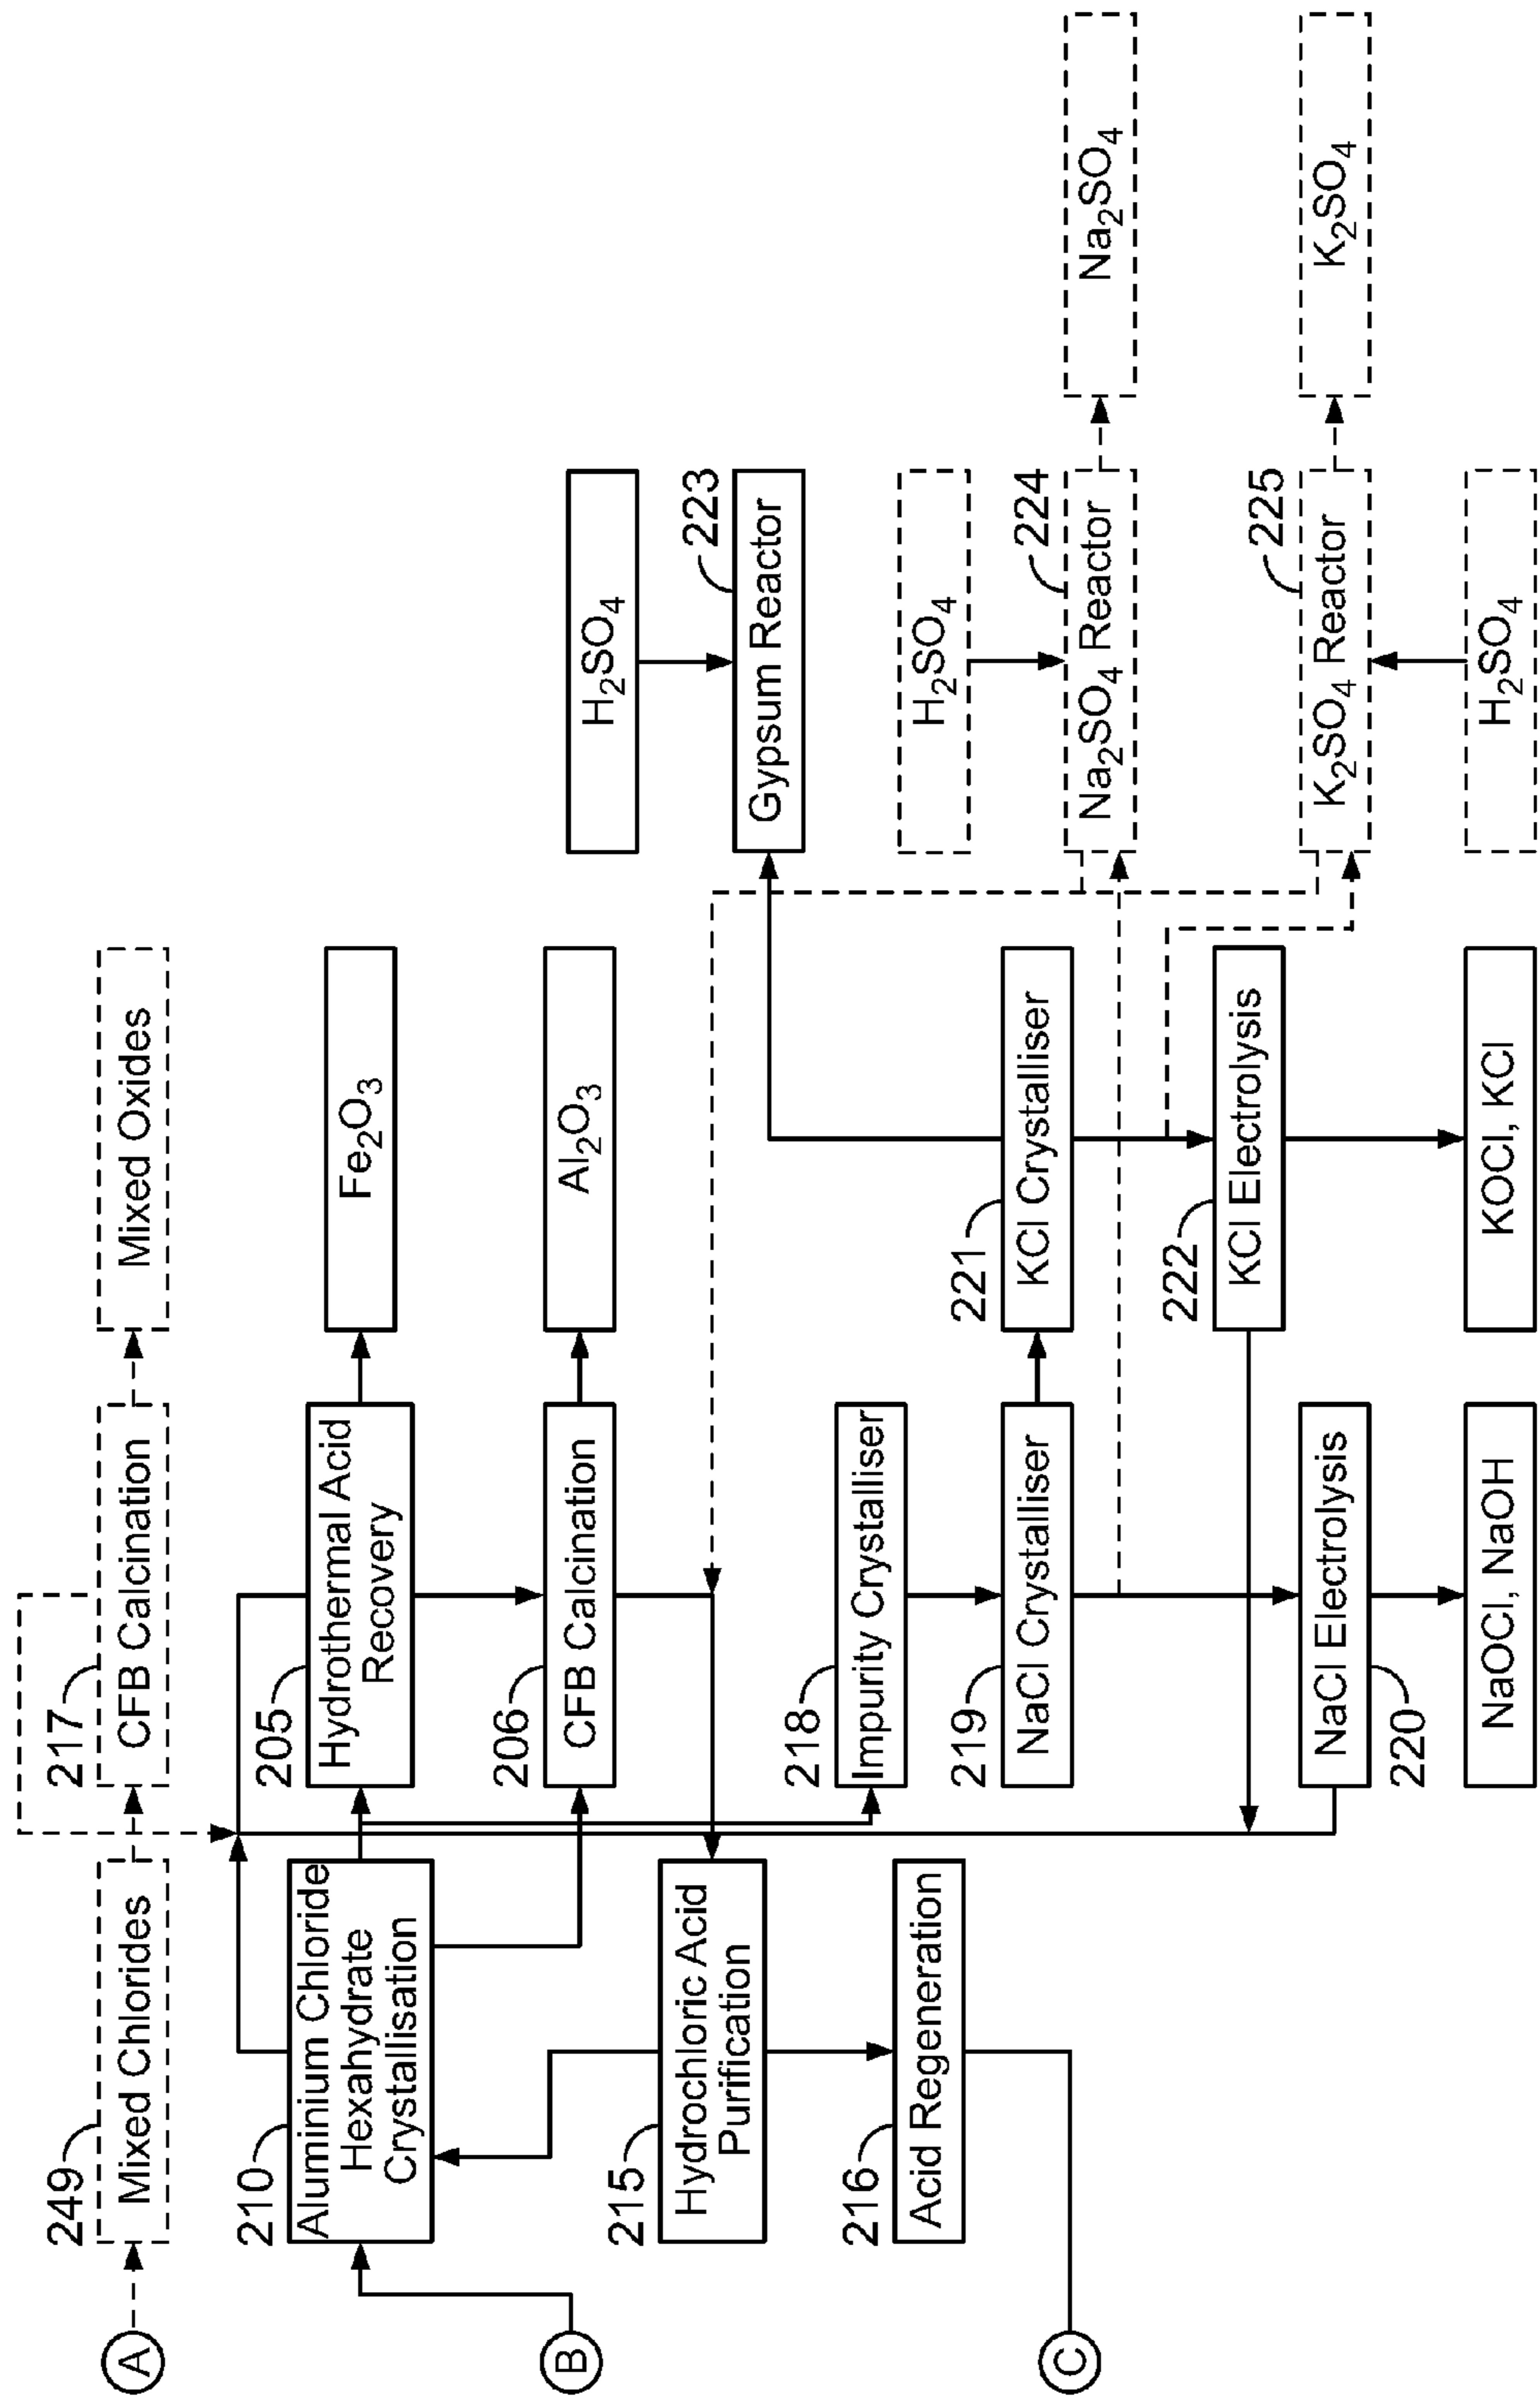 A
249
Mixed Chlorides
217
CFB Calcination
Mixed Oxides
B
210
Aluminium Chloride
Hexahydrate
Crystallisation
205
Hydrothermal Acid
Recovery
Fe2O3
206
CFB Calcination
Al2O3
H2SO4
215
Hydrochloric Acid
Purification
223
Gypsum Reactor
216
Acid Regeneration
218
Impurity Crystalliser
H2SO4
C
219
NaCl Crystalliser
221
KCl Crystalliser
224
Na2SO4 Reactor
Na2SO4
222
KCl Electrolysis
225
K2SO4 Reactor
K2SO4
NaCl Electrolysis
220
NaOCl, NaOH
KOCl, KCl
H2SO4